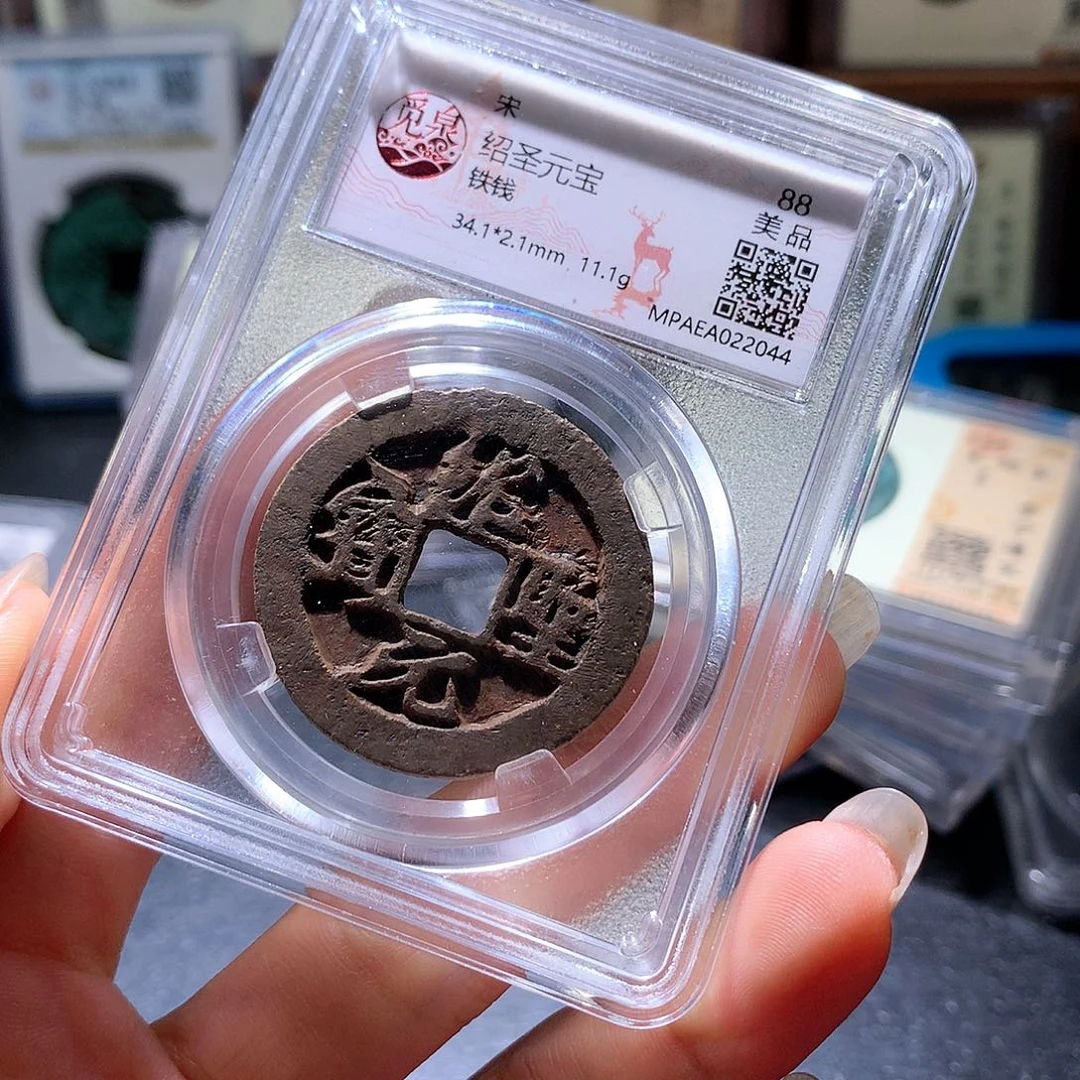 觅泉
宋
绍圣元宝
铁钱
34.1*2.1mm, 11.1g
88
美品
MPAEA022044
紹聖元寶